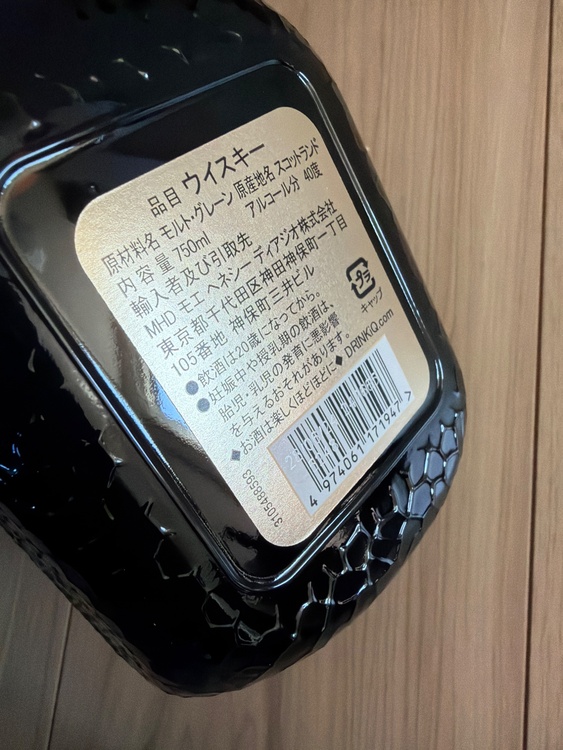 品目 ウイスキー
原材料名 モルト・グレーン 原産地名 スコットランド
内容量 750ml アルコール分 40度
輸入者及び引取先
MHD モエ ヘネシー ディアジオ株式会社
東京都千代田区神田神保町一丁目
105番地 神保町三井ビル
●飲酒は20歳になってから。
●妊娠中や授乳期の飲酒は、
胎児・乳児の発育に悪影響
を与えるおそれがあります。
◆お酒は楽しくほどほどに◆ DRINKiQ.com
プラ
キャップ
4 974061 171947 >